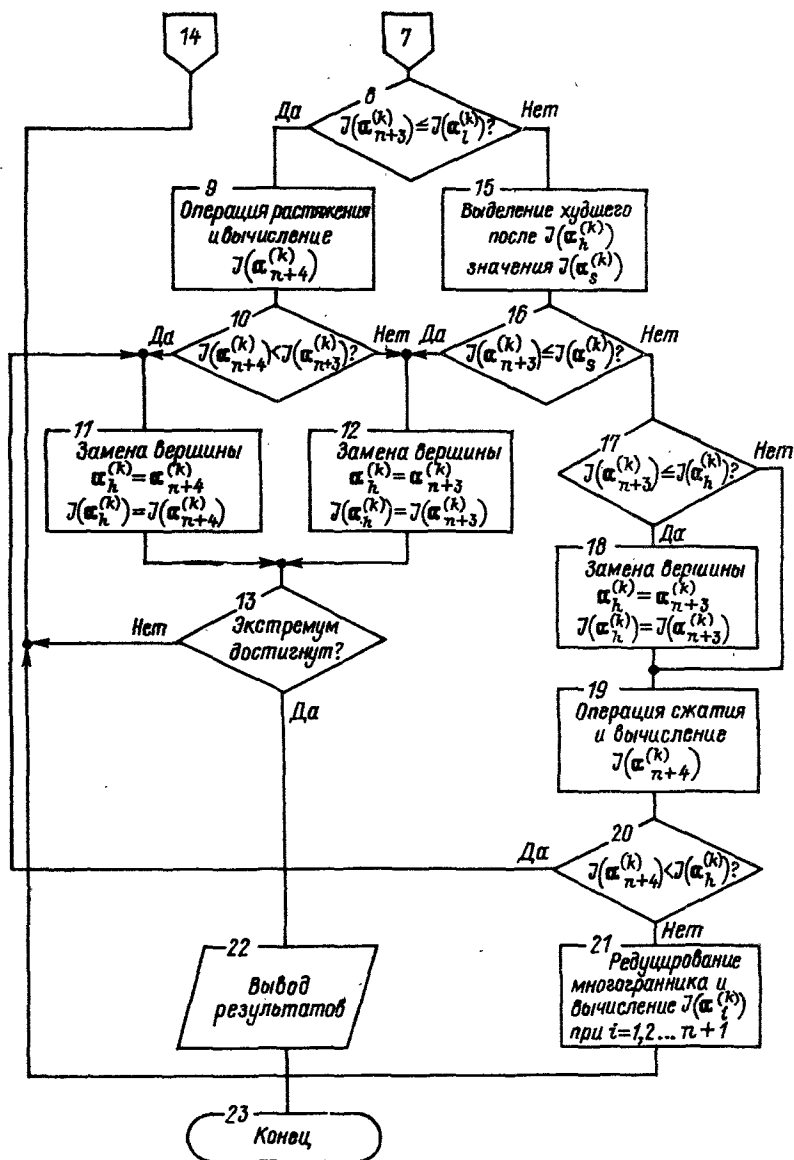 14
7
8
J(α_{n+3}^{(k)})≤J(α_l^{(k)})?
Да
Нет
9
Операция растяжения
и вычисление
J(α_{n+4}^{(k)})
15
Выделение худшего
после J(α_h^{(k)})
значения J(α_s^{(k)})
10
J(α_{n+4}^{(k)})<J(α_{n+3}^{(k)})?
Да
Нет
16
J(α_{n+3}^{(k)})≤J(α_s^{(k)})?
Да
Нет
11
Замена вершины
α_h^{(k)}=α_{n+4}^{(k)}
J(α_h^{(k)})=J(α_{n+4}^{(k)})
12
Замена вершины
α_h^{(k)}=α_{n+3}^{(k)}
J(α_h^{(k)})=J(α_{n+3}^{(k)})
17
J(α_{n+3}^{(k)})≤J(α_h^{(k)})?
Нет
Да
18
Замена вершины
α_h^{(k)}=α_{n+3}^{(k)}
J(α_h^{(k)})=J(α_{n+3}^{(k)})
13
Экстремум
достигнут?
Нет
Да
19
Операция сжатия
и вычисление
J(α_{n+4}^{(k)})
20
J(α_{n+4}^{(k)})<J(α_h^{(k)})?
Да
Нет
21
Редуцирование
многогранника и
вычисление J(α_i^{(k)})
при i=1,2...n+1
22
Вывод
результатов
23
Конец